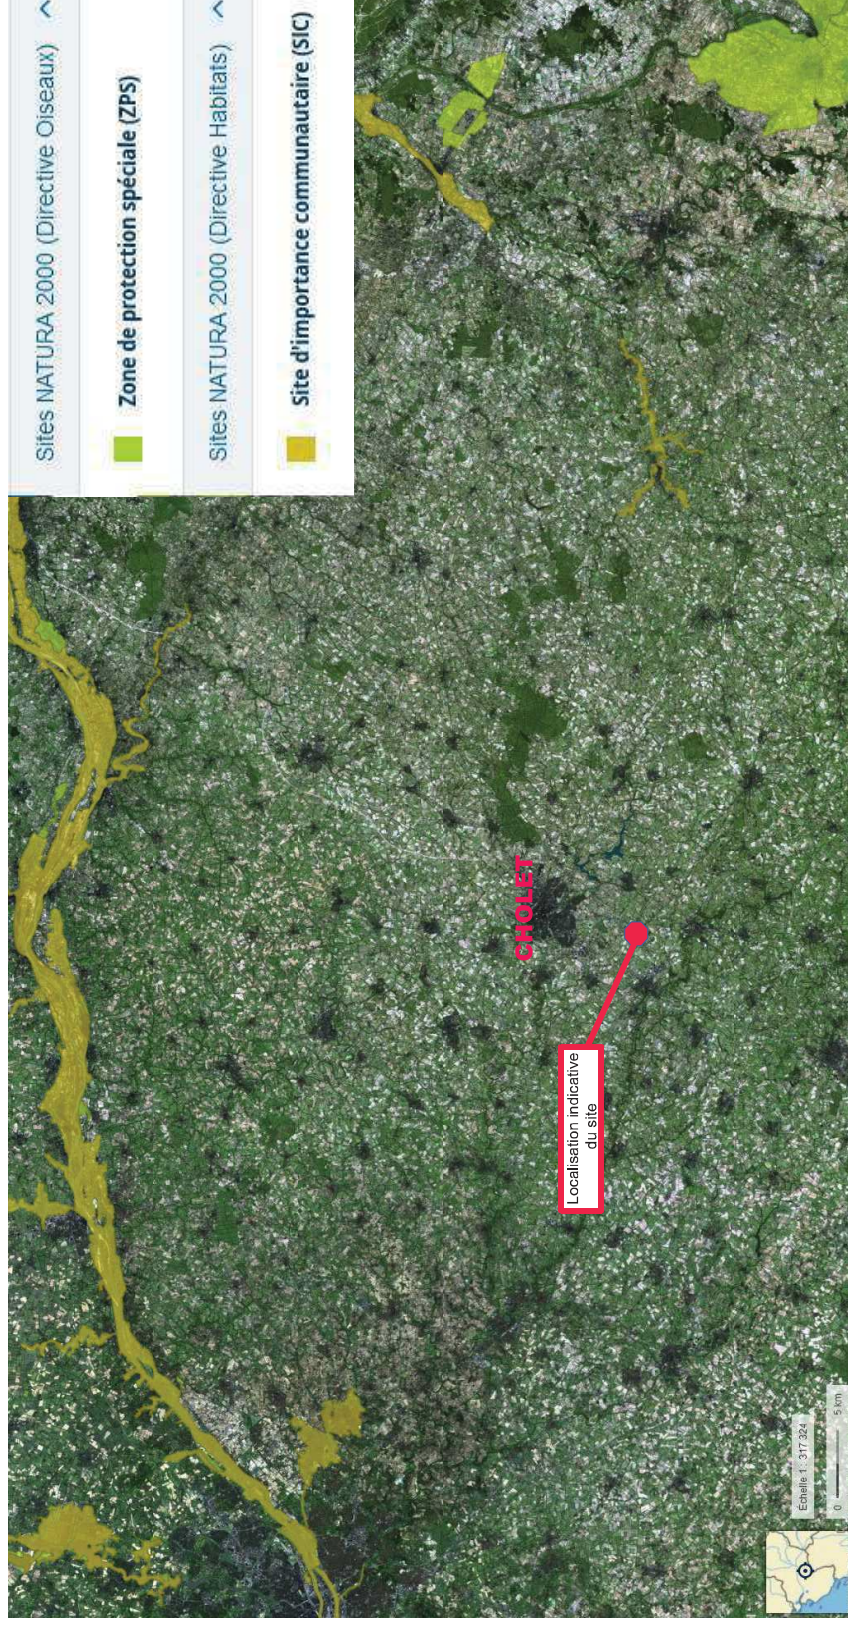 Sites NATURA 2000 (Directive Oiseaux)
Zone de protection spéciale (ZPS)
Sites NATURA 2000 (Directive Habitats)
Site d'importance communautaire (SIC)
CHOLET
Localisation indicative
du site
Echelle 1 : 317 324
0 5 km